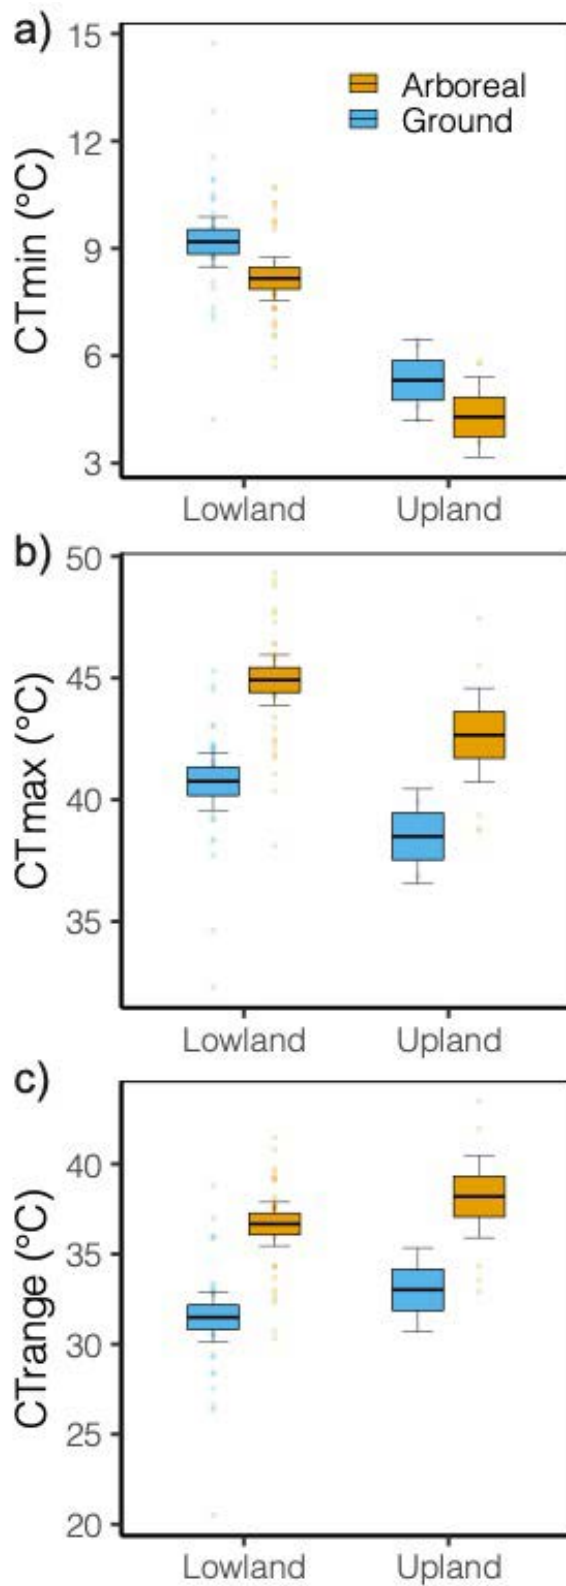 a)
15
12
9
6
3
CTmin (°C)
Arboreal
Ground
Lowland Upland
b)
50
45
40
35
CTmax (°C)
Lowland Upland
c)
40
35
30
25
20
CTrange (°C)
Lowland Upland